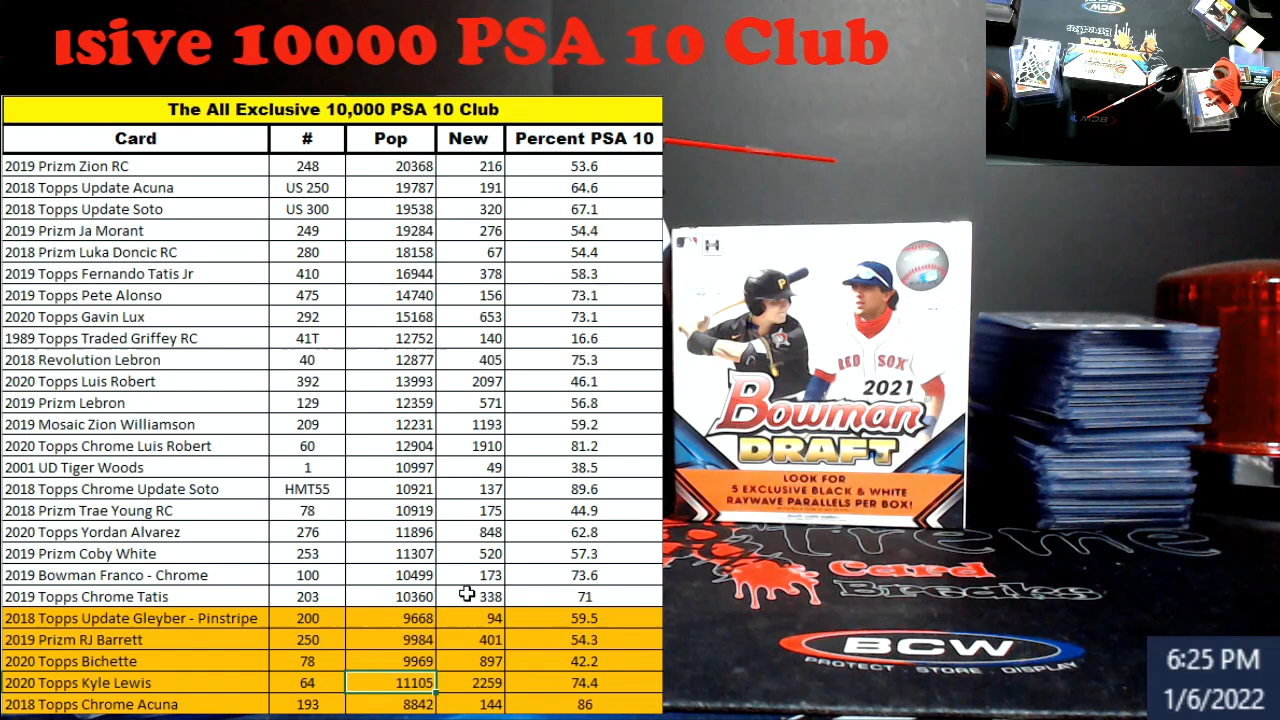 usive 10000 PSA 10 Club
The All Exclusive 10,000 PSA 10 Club
Card # Pop New Percent PSA 10
2019 Prizm Zion RC 248 20368 216 53.6
2018 Topps Update Acuna US 250 19787 191 64.6
2018 Topps Update Soto US 300 19538 320 67.1
2019 Prizm Ja Morant 249 19284 276 54.4
2018 Prizm Luka Doncic RC 280 18158 67 54.4
2019 Topps Fernando Tatis Jr 410 16944 378 58.3
2019 Topps Pete Alonso 475 14740 156 73.1
2020 Topps Gavin Lux 292 15168 653 73.1
1989 Topps Traded Griffey RC 41T 12752 140 16.6
2018 Revolution Lebron 40 12877 405 75.3
2020 Topps Luis Robert 392 13993 2097 46.1
2019 Prizm Lebron 129 12359 571 56.8
2019 Mosaic Zion Williamson 209 12231 1193 59.2
2020 Topps Chrome Luis Robert 60 12904 1910 81.2
2001 UD Tiger Woods 1 10997 49 38.5
2018 Topps Chrome Update Soto HMT55 10921 137 89.6
2018 Prizm Trae Young RC 78 10919 175 44.9
2020 Topps Yordan Alvarez 276 11896 848 62.8
2019 Prizm Coby White 253 11307 520 57.3
2019 Bowman Franco - Chrome 100 10499 173 73.6
2019 Topps Chrome Tatis 203 10360 338 71
2018 Topps Update Gleyber - Pinstripe 200 9668 94 59.5
2019 Prizm RJ Barrett 250 9984 401 54.3
2020 Topps Bichette 78 9969 897 42.2
2020 Topps Kyle Lewis 64 11105 2259 74.4
2018 Topps Chrome Acuna 193 8842 144 86
H
P
RED SOX
2021
Bowman
DRAFT
LOOK FOR
5 EXCLUSIVE BLACK & WHITE
RAYWAVE PARALLELS PER BOX!
xtreme
Card
Breaks
BCW
PROTECT . STORE . DISPLAY
BCW
6:25 PM
1/6/2022